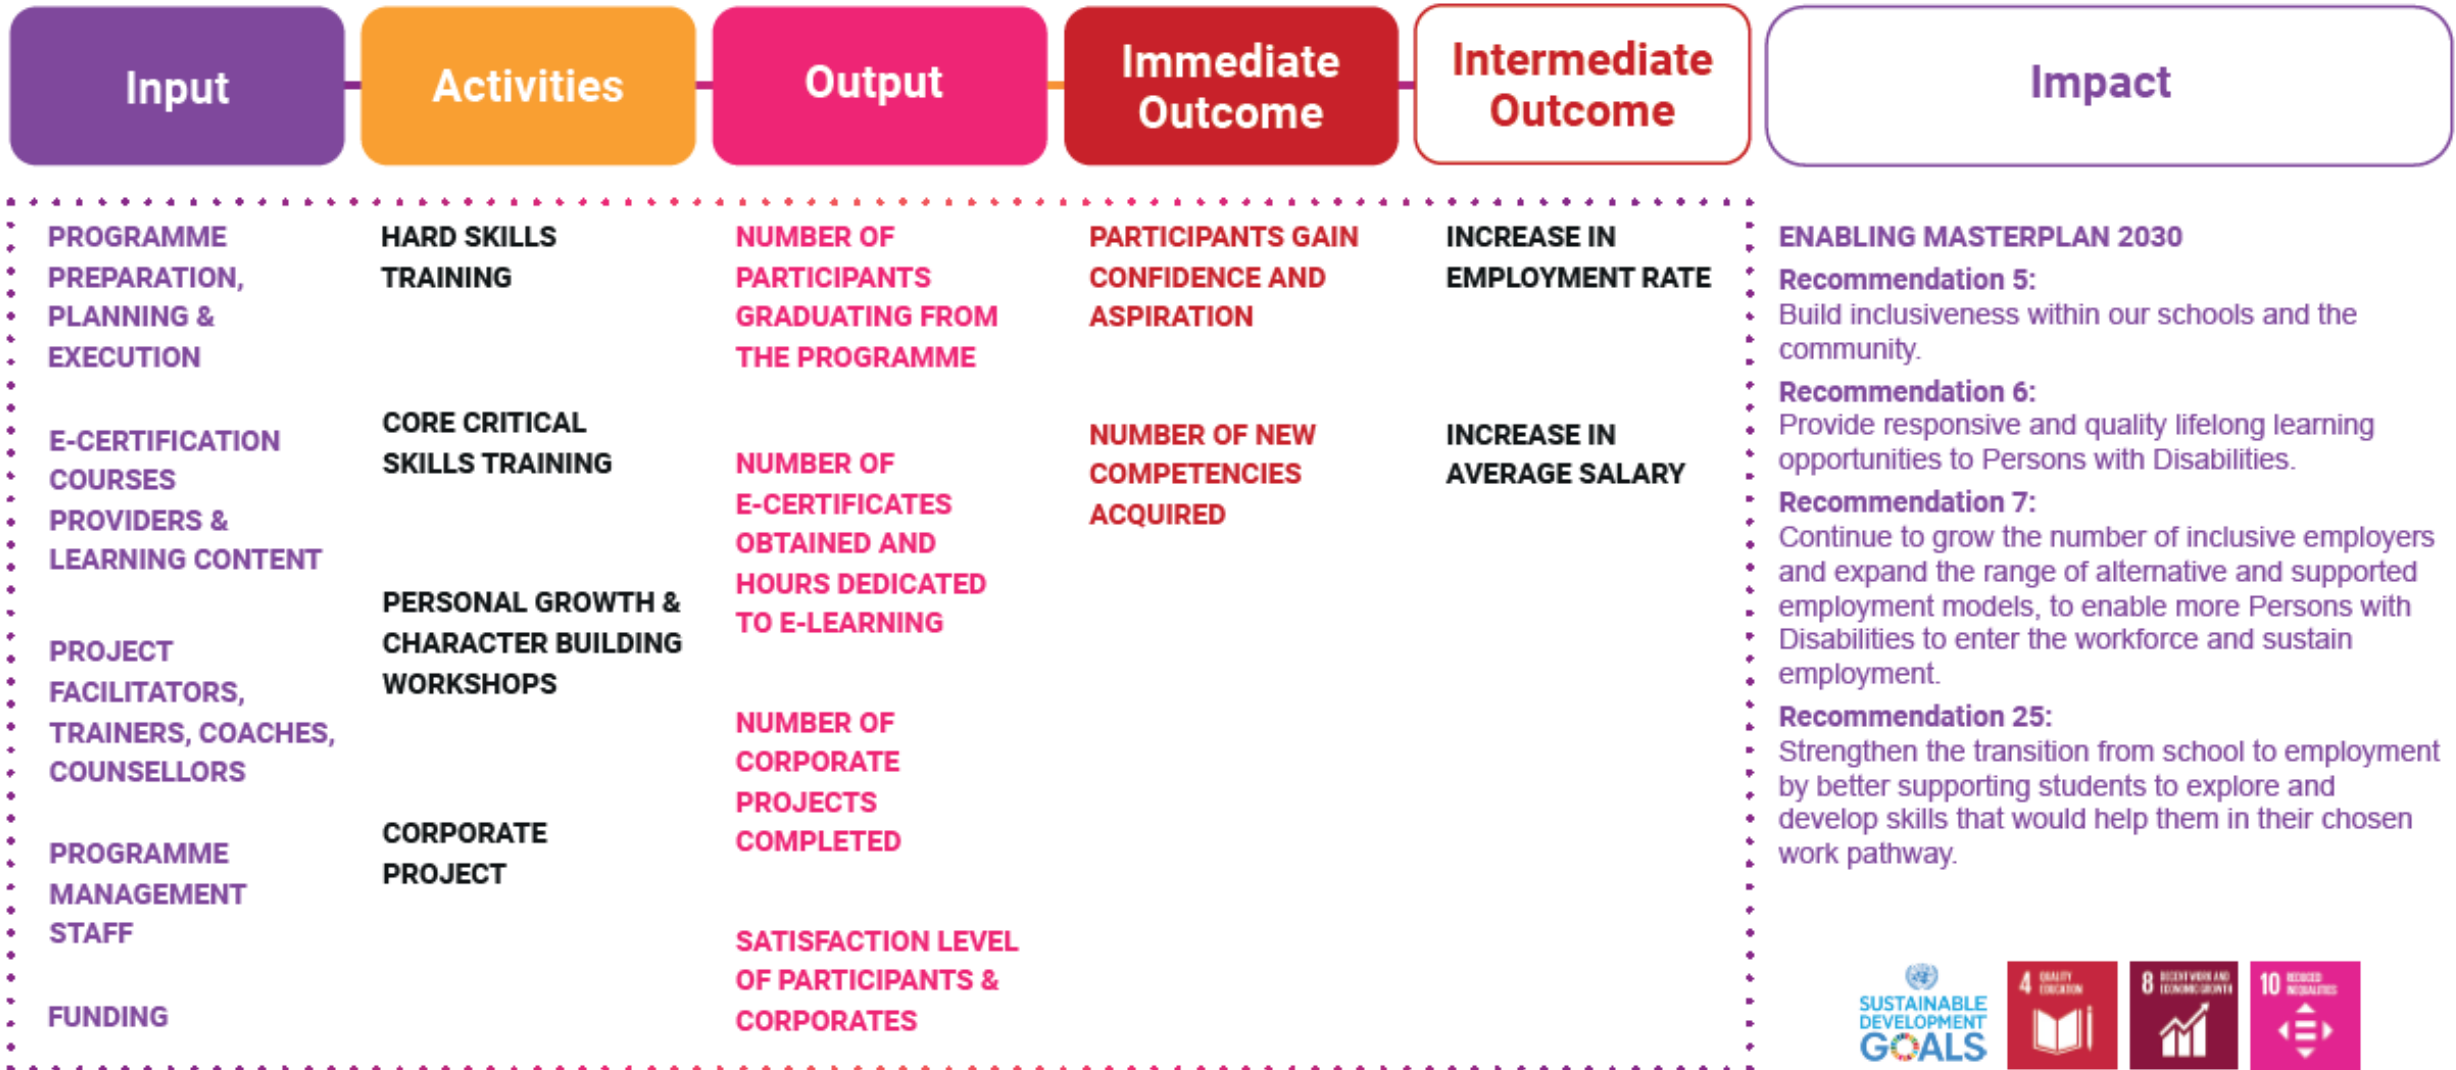 Input
Activities
Output
Immediate
Outcome
Intermediate
Outcome
Impact
PROGRAMME
PREPARATION,
PLANNING &
EXECUTION
E-CERTIFICATION
COURSES
PROVIDERS &
LEARNING CONTENT
PROJECT
FACILITATORS,
TRAINERS, COACHES,
COUNSELLORS
PROGRAMME
MANAGEMENT
STAFF
FUNDING
HARD SKILLS
TRAINING
CORE CRITICAL
SKILLS TRAINING
PERSONAL GROWTH &
CHARACTER BUILDING
WORKSHOPS
CORPORATE
PROJECT
NUMBER OF
PARTICIPANTS
GRADUATING FROM
THE PROGRAMME
NUMBER OF
E-CERTIFICATES
OBTAINED AND
HOURS DEDICATED
TO E-LEARNING
NUMBER OF
CORPORATE
PROJECTS
COMPLETED
SATISFACTION LEVEL
OF PARTICIPANTS &
CORPORATES
PARTICIPANTS GAIN
CONFIDENCE AND
ASPIRATION
NUMBER OF NEW
COMPETENCIES
ACQUIRED
INCREASE IN
EMPLOYMENT RATE
INCREASE IN
AVERAGE SALARY
ENABLING MASTERPLAN 2030
Recommendation 5:
Build inclusiveness within our schools and the
community.
Recommendation 6:
Provide responsive and quality lifelong learning
opportunities to Persons with Disabilities.
Recommendation 7:
Continue to grow the number of inclusive employers
and expand the range of alternative and supported
employment models, to enable more Persons with
Disabilities to enter the workforce and sustain
employment.
Recommendation 25:
Strengthen the transition from school to employment
by better supporting students to explore and
develop skills that would help them in their chosen
work pathway.
SUSTAINABLE
DEVELOPMENT
GOALS
4 QUALITY
EDUCATION
8 DECENT WORK AND
ECONOMIC GROWTH
10 REDUCED
INEQUALITIES